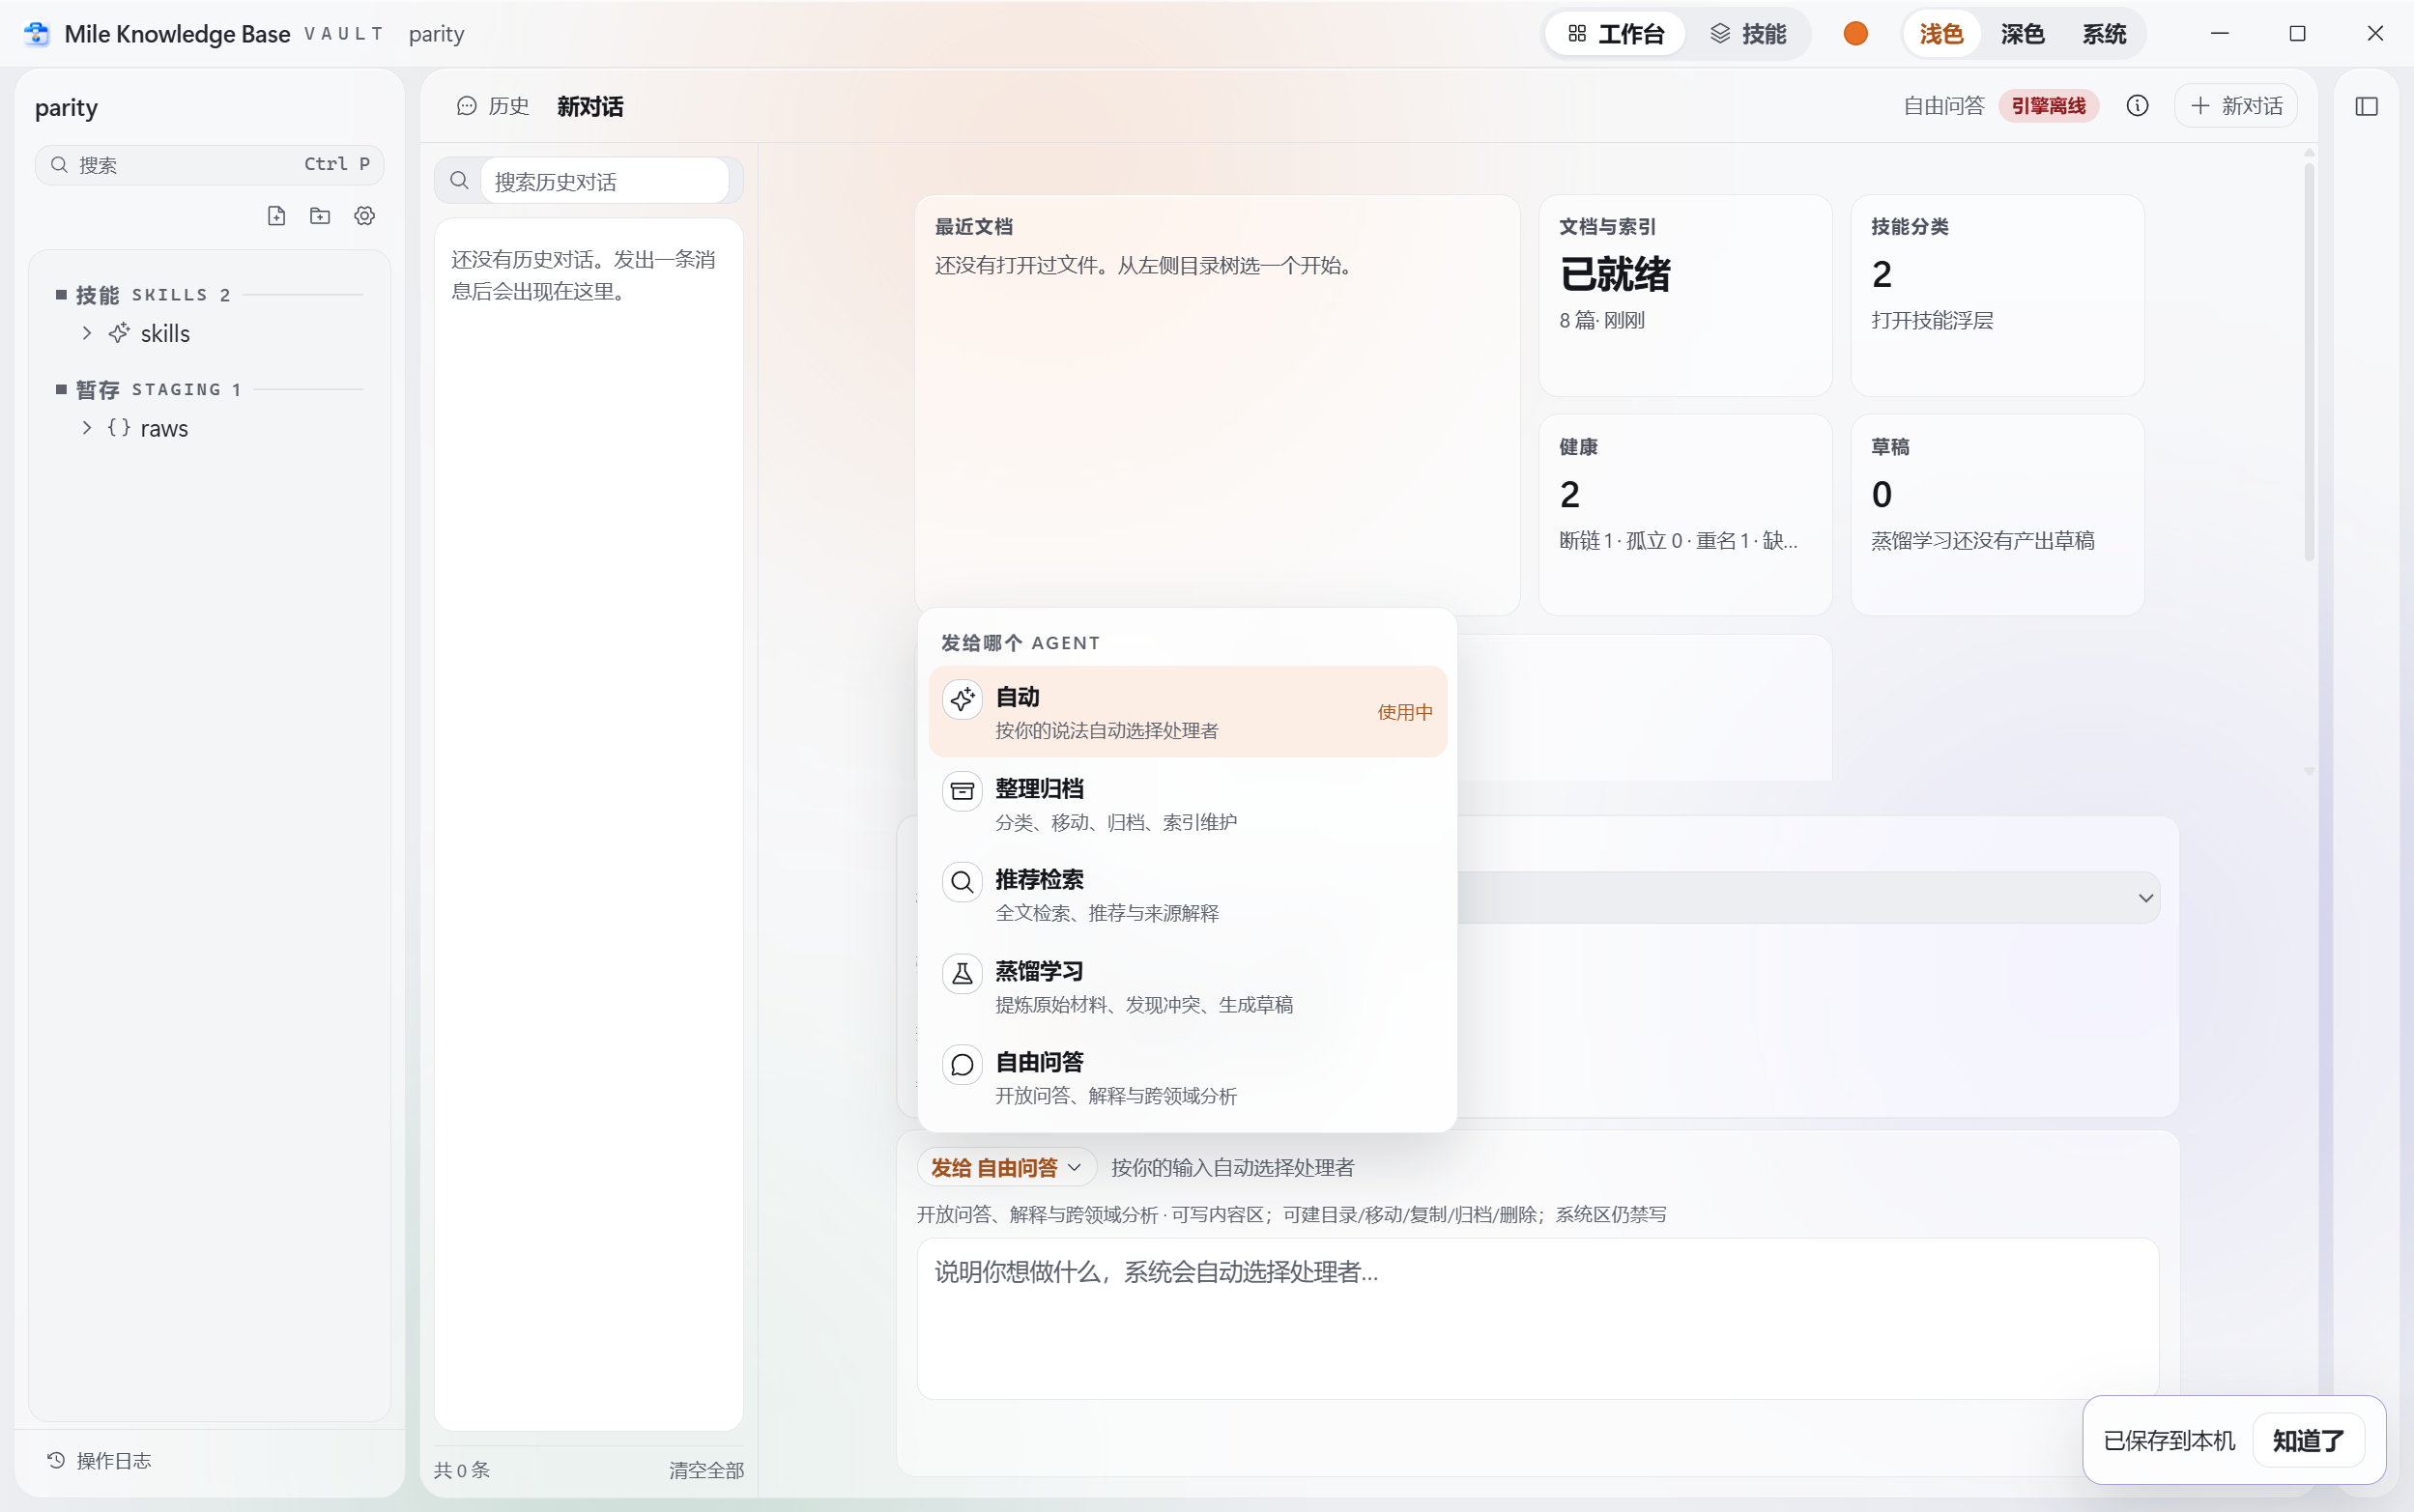 Mile Knowledge Base VAULT parity
工作台 技能 浅色 深色 系统
parity
搜索 Ctrl P
技能 SKILLS 2
skills
暂存 STAGING 1
{} raws
操作日志
历史 新对话
自由问答 引擎离线 新对话
搜索历史对话
还没有历史对话。发出一条消
息后会出现在这里。
共 0 条 清空全部
最近文档
还没有打开过文件。从左侧目录树选一个开始。
文档与索引
已就绪
8 篇· 刚刚
技能分类
2
打开技能浮层
健康
2
断链 1 · 孤立 0 · 重名 1 · 缺...
草稿
0
蒸馏学习还没有产出草稿
发给哪个 AGENT
自动
按你的说法自动选择处理者
使用中
整理归档
分类、移动、归档、索引维护
推荐检索
全文检索、推荐与来源解释
蒸馏学习
提炼原始材料、发现冲突、生成草稿
自由问答
开放问答、解释与跨领域分析
发给 自由问答 按你的输入自动选择处理者
开放问答、解释与跨领域分析 · 可写内容区；可建目录/移动/复制/归档/删除；系统区仍禁写
说明你想做什么，系统会自动选择处理者...
已保存到本机 知道了